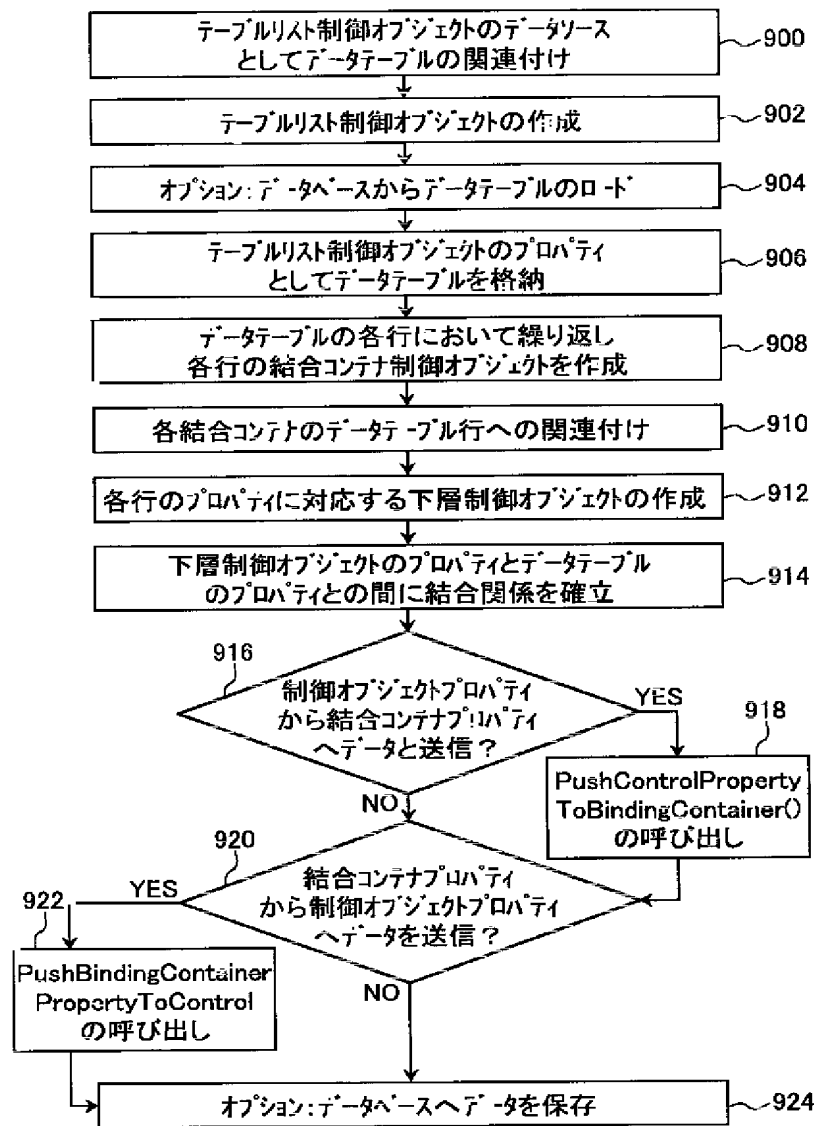 テーブルリスト制御オブジェクトのデータソース
としてデータテーブルの関連付け
900
テーブルリスト制御オブジェクトの作成
902
オプション:データベースからデータテーブルのロード
904
テーブルリスト制御オブジェクトのプロパティ
としてデータテーブルを格納
906
データテーブルの各行において繰り返し
各行の結合コンテナ制御オブジェクトを作成
908
各結合コンテナのデータテーブル行への関連付け
910
各行のプロパティに対応する下層制御オブジェクトの作成
912
下層制御オブジェクトのプロパティとデータテーブル
のプロパティとの間に結合関係を確立
914
916
制御オブジェクトプロパティ
から結合コンテナプロパティ
へデータと送信?
YES
918
PushControlProperty
ToBindingContainer()
の呼び出し
NO
920
結合コンテナプロパティ
から制御オブジェクトプロパティ
へデータを送信?
YES
922
PushBindingContainer
PropertyToControl
の呼び出し
NO
オプション:データベースへデータを保存
924